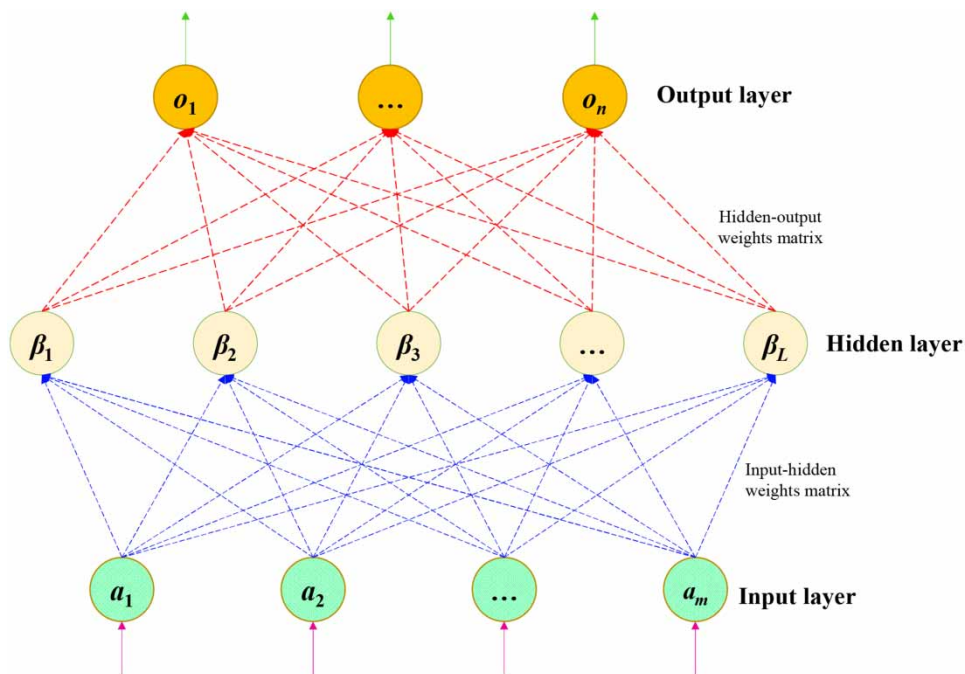 o₁ … oₙ Output layer
Hidden-output
weights matrix
β₁ β₂ β₃ … β_L Hidden layer
Input-hidden
weights matrix
a₁ a₂ … aₘ Input layer